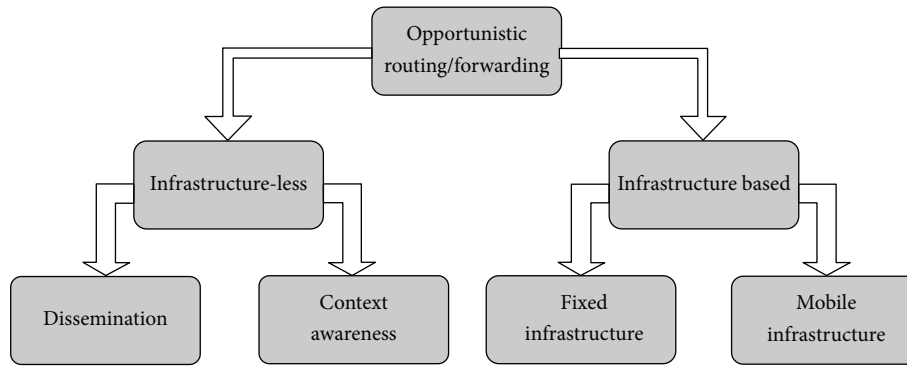 Opportunistic
routing/forwarding
Infrastructure-less
Infrastructure based
Dissemination
Context
awareness
Fixed
infrastructure
Mobile
infrastructure